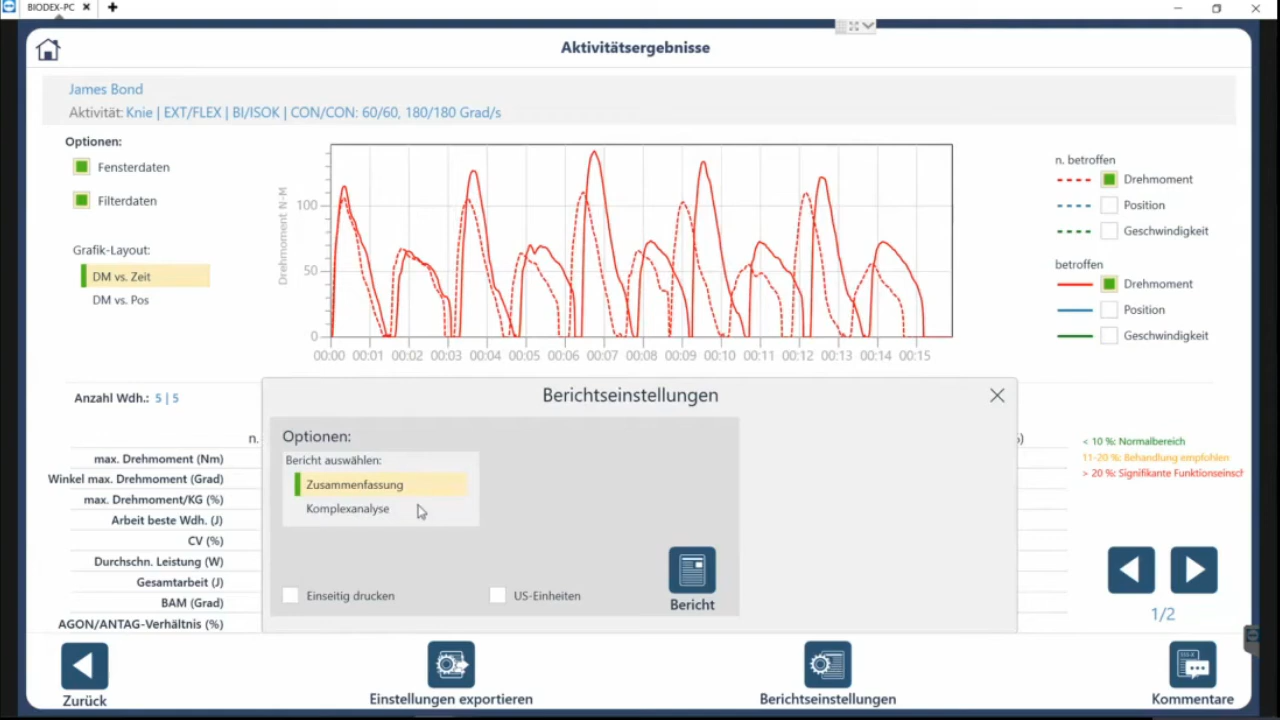 BIODEX-PC
Aktivitätsergebnisse
James Bond
Aktivität: Knie | EXT/FLEX | BI/ISOK | CON/CON: 60/60, 180/180 Grad/s
Optionen:
Fensterdaten
Filterdaten
Grafik-Layout:
DM vs. Zeit
DM vs. Pos
Drehmoment N-M
100
50
0
00:00 00:01 00:02 00:03 00:04 00:05 00:06 00:07 00:08 00:09 00:10 00:11 00:12 00:13 00:14 00:15
n. betroffen
Drehmoment
Position
Geschwindigkeit
betroffen
Drehmoment
Position
Geschwindigkeit
Anzahl Wdh.: 5 | 5
n.
max. Drehmoment (Nm)
Winkel max. Drehmoment (Grad)
max. Drehmoment/KG (%)
Arbeit beste Wdh. (J)
CV (%)
Durchschn. Leistung (W)
Gesamtarbeit (J)
BAM (Grad)
AGON/ANTAG-Verhältnis (%)
Berichtseinstellungen
Optionen:
Bericht auswählen:
Zusammenfassung
Komplexanalyse
Einseitig drucken
US-Einheiten
Bericht
< 10 %: Normalbereich
11-20 %: Behandlung empfohlen
> 20 %: Signifikante Funktionseinsch
1/2
Zurück
Einstellungen exportieren
Berichtseinstellungen
Kommentare